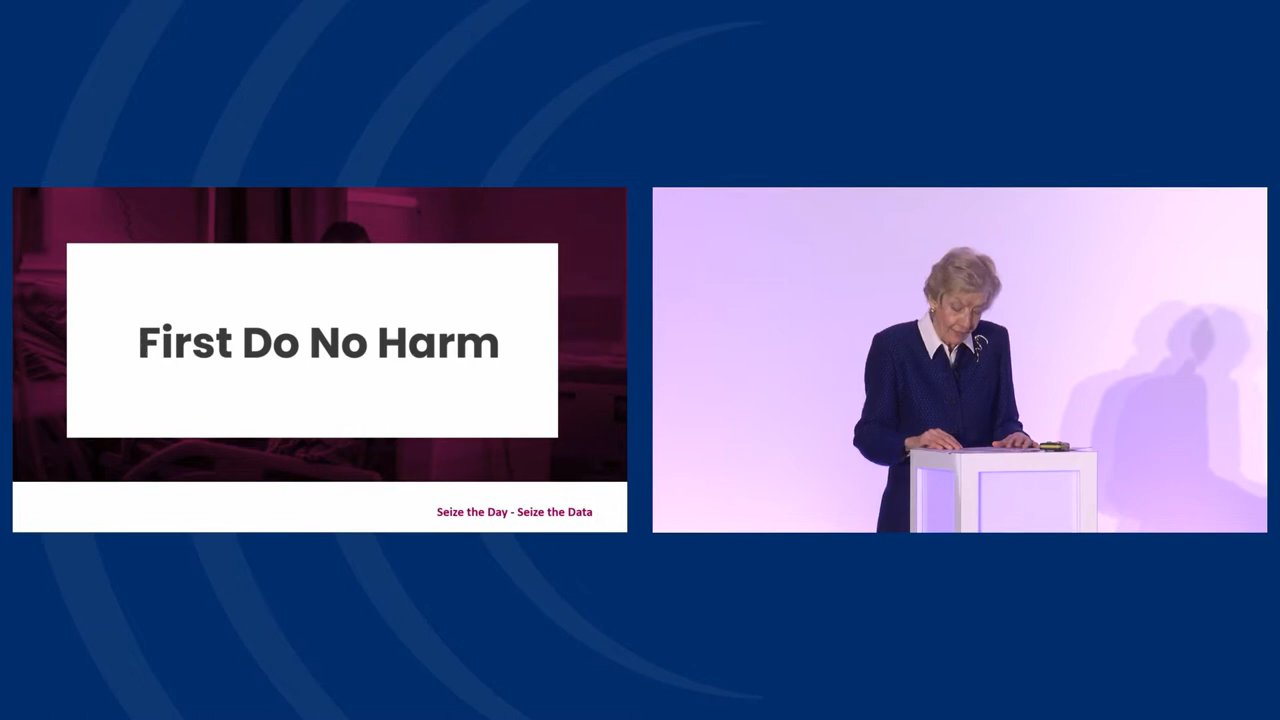 First Do No Harm
Seize the Day - Seize the Data